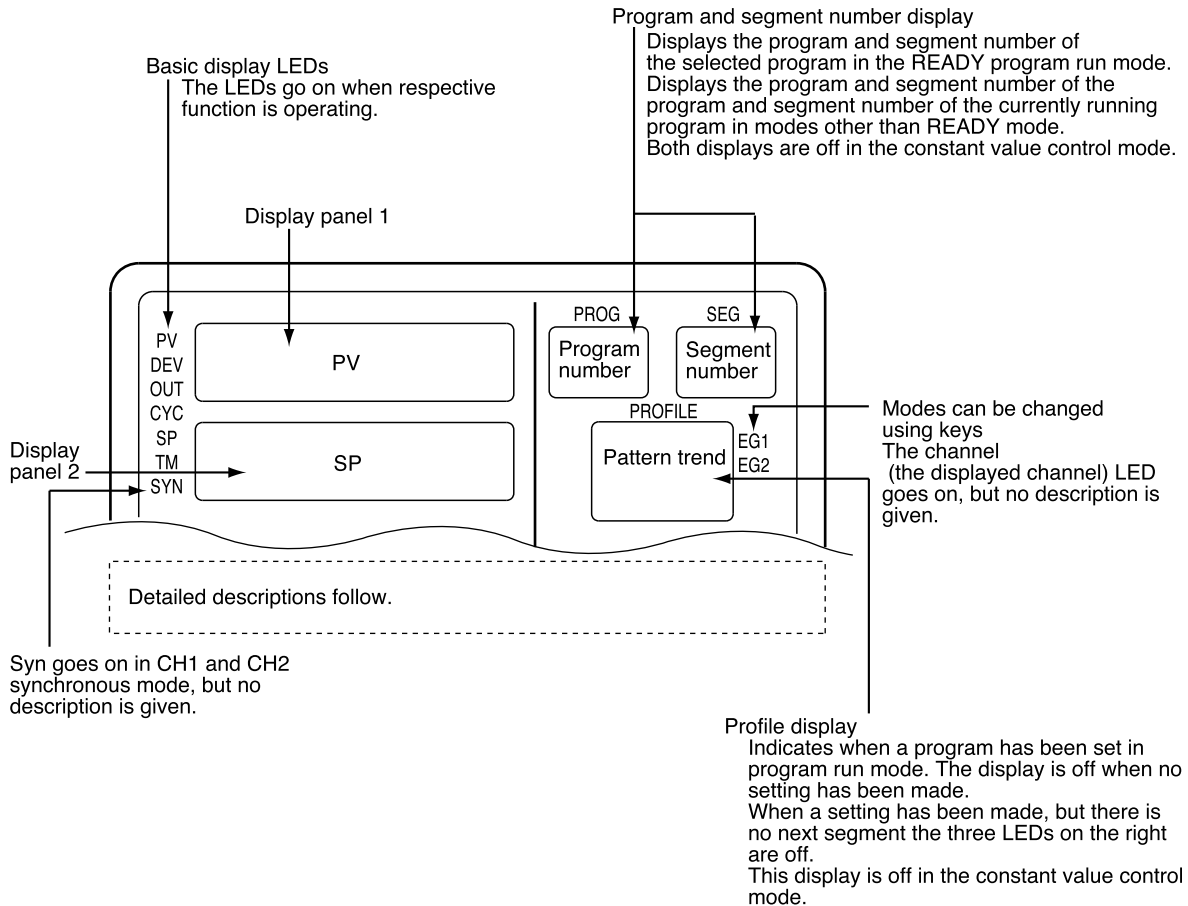 Program and segment number display
Displays the program and segment number of
the selected program in the READY program run mode.
Displays the program and segment number of the
program and segment number of the currently running
program in modes other than READY mode.
Both displays are off in the constant value control mode.
Basic display LEDs
The LEDs go on when respective
function is operating.
Display panel 1
PROG
SEG
PV
DEV
OUT
CYC
SP
TM
SYN
PV
SP
Program
number
Segment
number
PROFILE
Pattern trend
EG1
EG2
Display
panel 2
Modes can be changed
using keys
The channel
(the displayed channel) LED
goes on, but no description is
given.
Detailed descriptions follow.
Syn goes on in CH1 and CH2
synchronous mode, but no
description is given.
Profile display
Indicates when a program has been set in
program run mode. The display is off when no
setting has been made.
When a setting has been made, but there is
no next segment the three LEDs on the right
are off.
This display is off in the constant value control
mode.